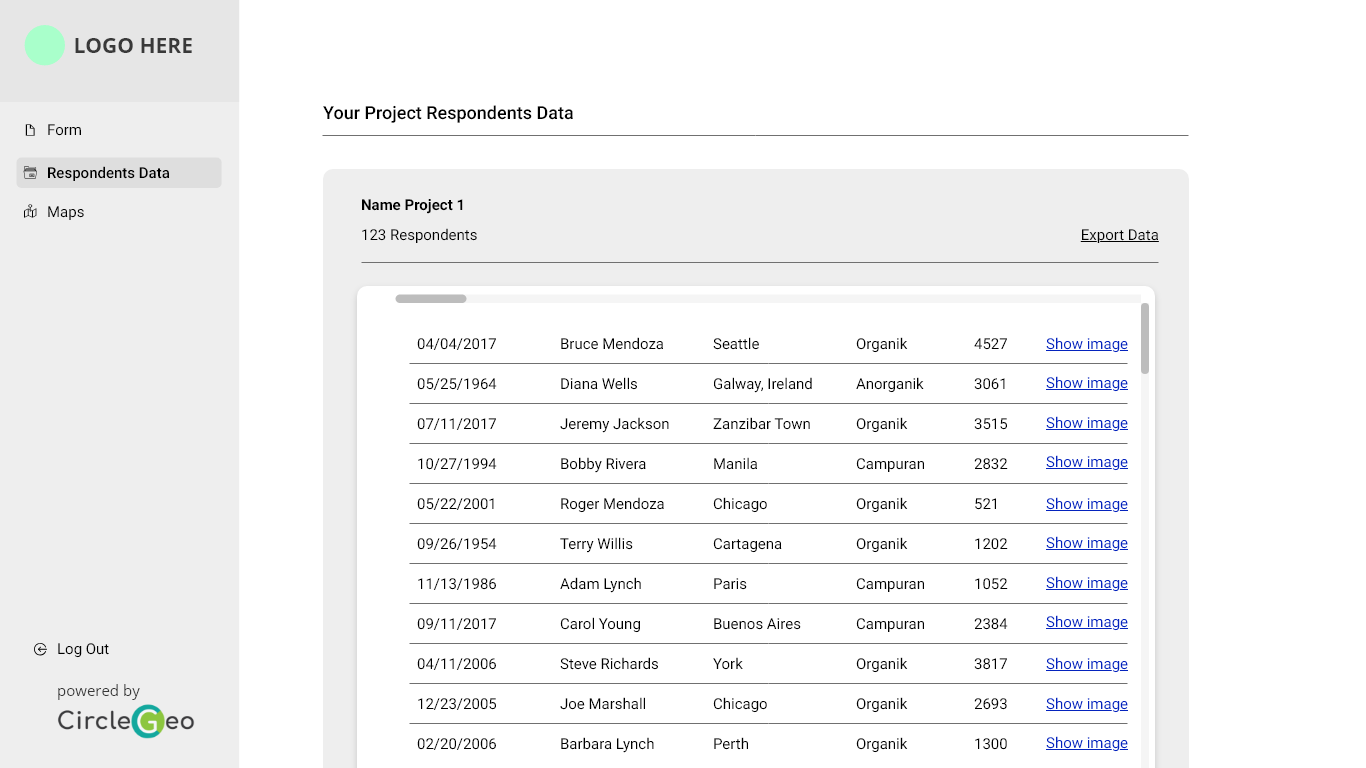 LOGO HERE
Form
Respondents Data
Maps
Log Out
powered by
CircleGeo
Your Project Respondents Data
Name Project 1
123 Respondents
Export Data
04/04/2017 Bruce Mendoza Seattle Organik 4527 Show image
05/25/1964 Diana Wells Galway, Ireland Anorganik 3061 Show image
07/11/2017 Jeremy Jackson Zanzibar Town Organik 3515 Show image
10/27/1994 Bobby Rivera Manila Campuran 2832 Show image
05/22/2001 Roger Mendoza Chicago Organik 521 Show image
09/26/1954 Terry Willis Cartagena Organik 1202 Show image
11/13/1986 Adam Lynch Paris Campuran 1052 Show image
09/11/2017 Carol Young Buenos Aires Campuran 2384 Show image
04/11/2006 Steve Richards York Organik 3817 Show image
12/23/2005 Joe Marshall Chicago Organik 2693 Show image
02/20/2006 Barbara Lynch Perth Organik 1300 Show image